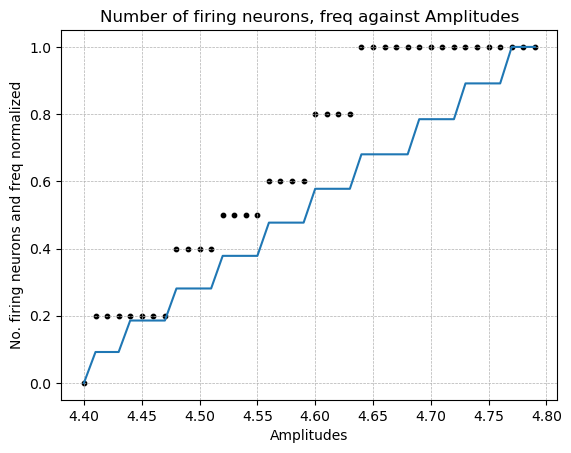 Number of firing neurons, freq against Amplitudes
No. firing neurons and freq normalized
1.0
0.8
0.6
0.4
0.2
0.0
4.40 4.45 4.50 4.55 4.60 4.65 4.70 4.75 4.80
Amplitudes